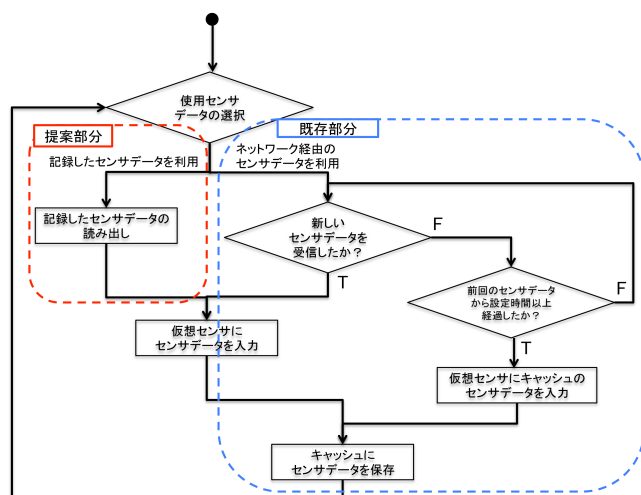 使用センサ
データの選択
提案部分
既存部分
記録したセンサデータを利用
ネットワーク経由の
センサデータを利用
記録したセンサデータの
読み出し
新しい
センサデータを
受信したか？
F
T
前回のセンサデータ
から設定時間以上
経過したか？
F
T
仮想センサに
センサデータを入力
仮想センサにキャッシュの
センサデータを入力
キャッシュに
センサデータを保存